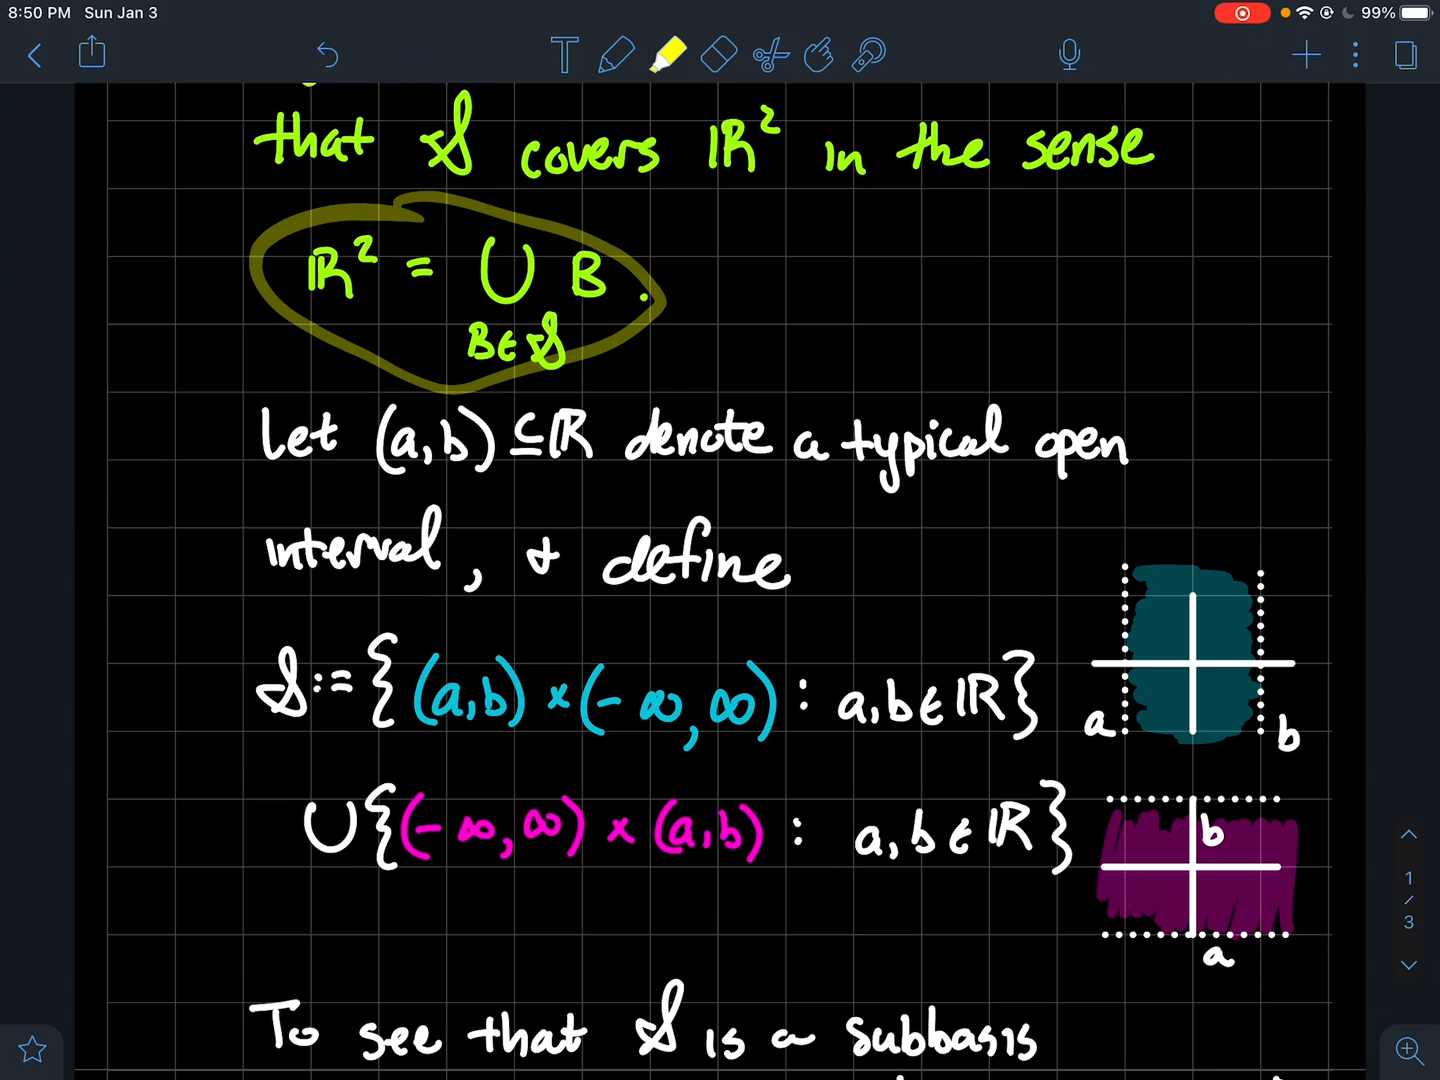 8:50 PM Sun Jan 3
99%
T
that 𝒮 covers ℝ² in the sense
ℝ² = ∪ B .
B∈𝒮
Let (a,b) ⊆ ℝ denote a typical open
interval, & define
𝒮 := { (a,b) × (-∞,∞) : a,b ∈ ℝ }
a b
∪ { (-∞,∞) × (a,b) : a,b ∈ ℝ }
b
a
1
/
3
To see that 𝒮 is a subbasis